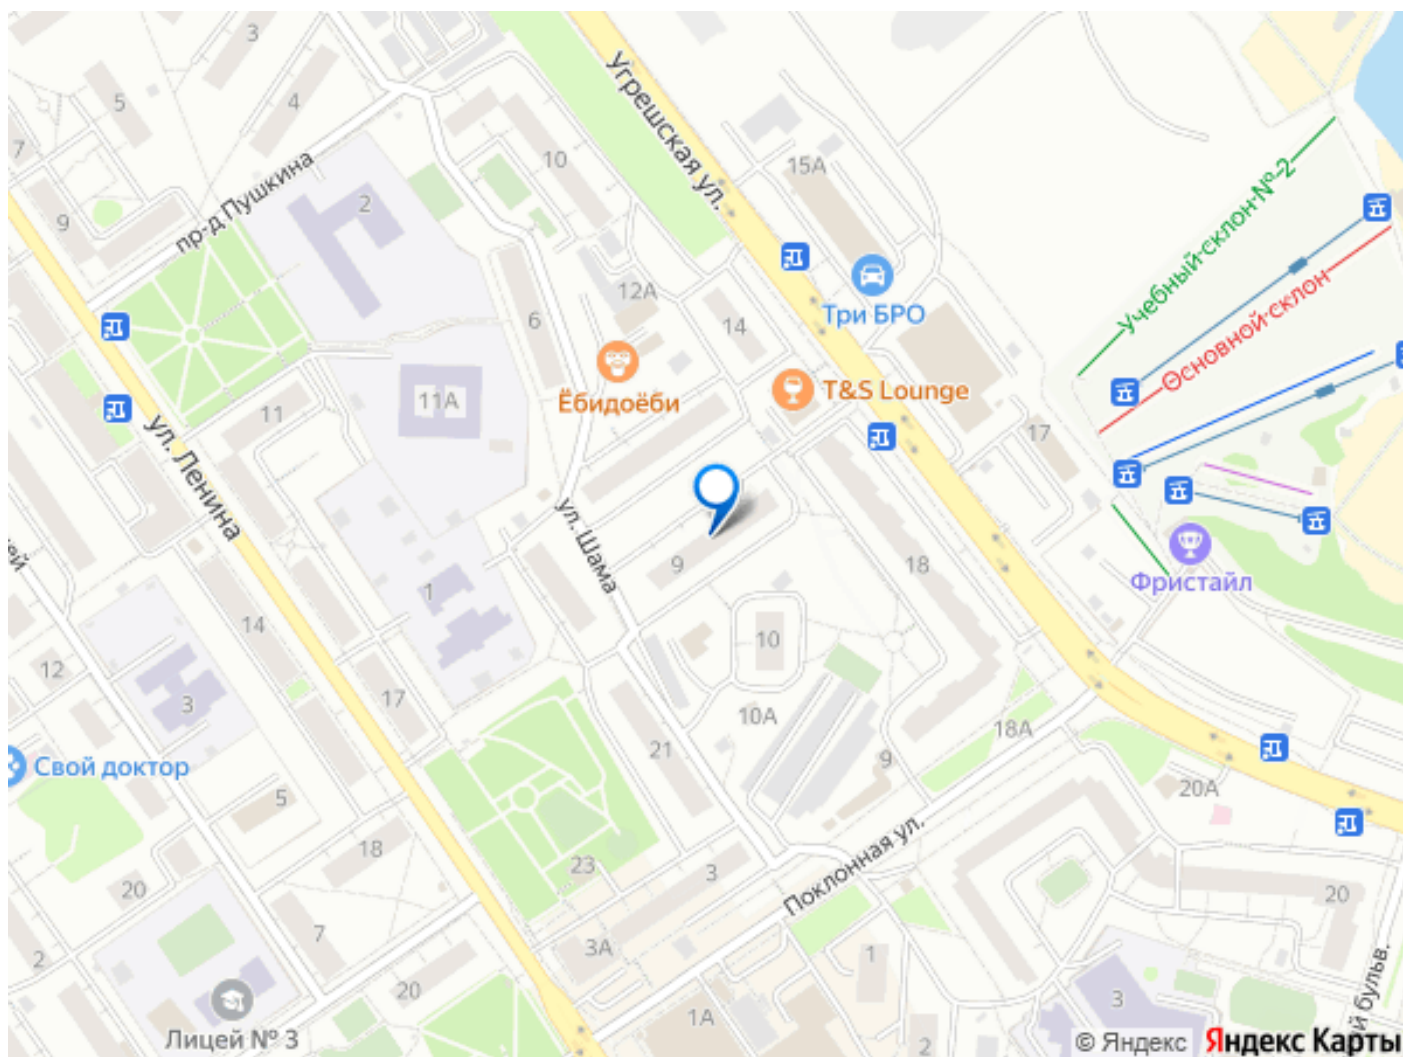 3
5
4
7
Угрешская ул.
10
15А
пр-д Пушкина
2
9
Учебный склон № 2
12А
Основной склон
6
14
Три БРО
Ёбидоёби
T&S Lounge
11
11А
17
ул. Ленина
ул. Шама
9
18
Фристайл
1
14
10
12
3
17
10А
18А
21
9
Свой доктор
20А
5
18
23
3
Поклонная ул.
20
20
7
3А
1
2
20
3
1А
Лицей № 3
2
й бульв.
ей
© Яндекс
Яндекс Карты